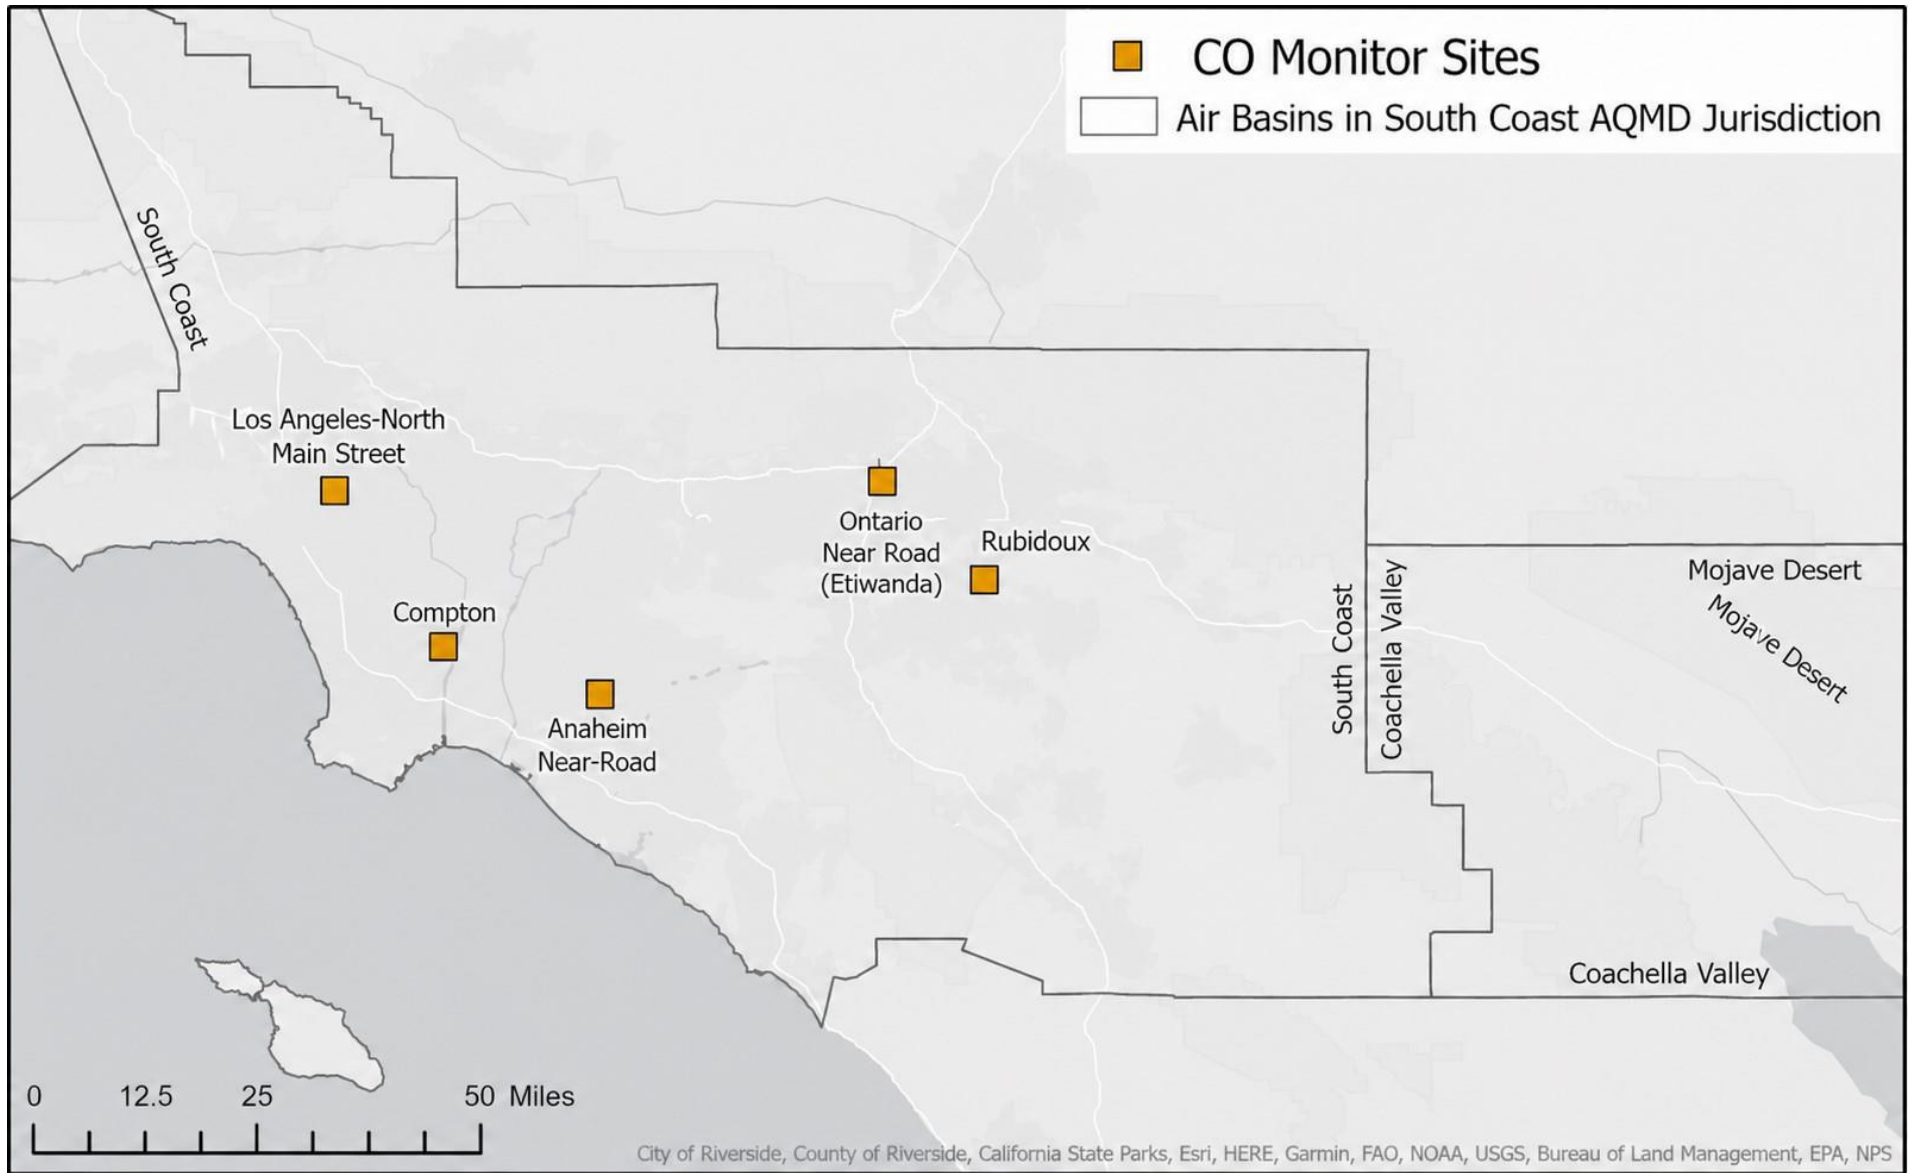 CO Monitor Sites
Air Basins in South Coast AQMD Jurisdiction
South Coast
Los Angeles-North
Main Street
Ontario
Near Road
(Etiwanda)
Rubidoux
Compton
Anaheim
Near-Road
South Coast
Coachella Valley
Mojave Desert
Mojave Desert
Coachella Valley
0 12.5 25 50 Miles
City of Riverside, County of Riverside, California State Parks, Esri, HERE, Garmin, FAO, NOAA, USGS, Bureau of Land Management, EPA, NPS